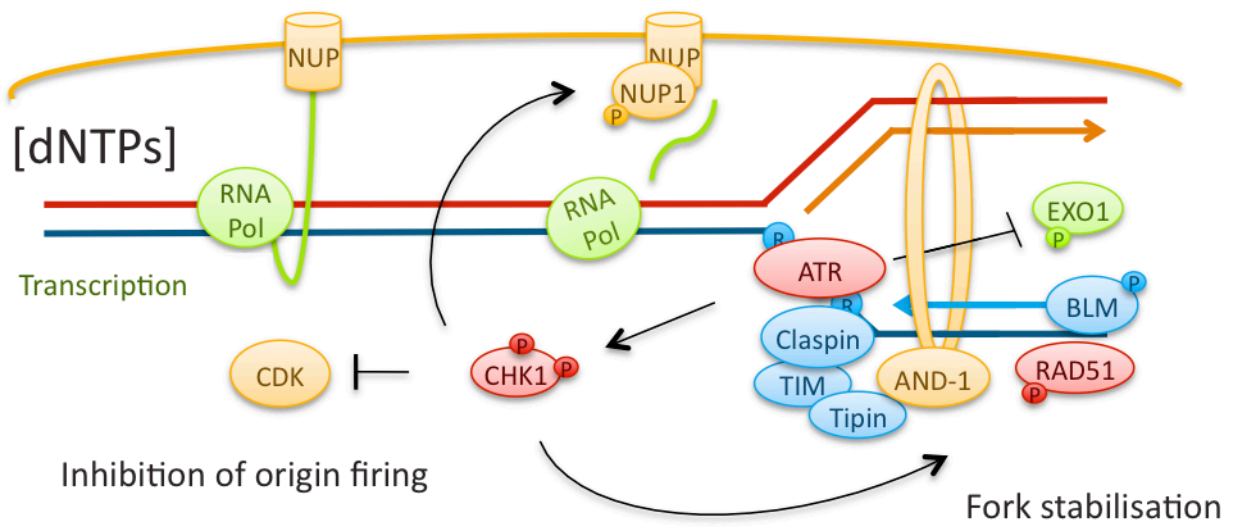 NUP
NUP
NUP1
P
[dNTPs]
RNA
Pol
RNA
Pol
R
EXO1
P
ATR
Transcription
R
P
BLM
Claspin
P
P
CHK1
CDK
TIM
AND-1
RAD51
P
Tipin
Inhibition of origin firing
Fork stabilisation